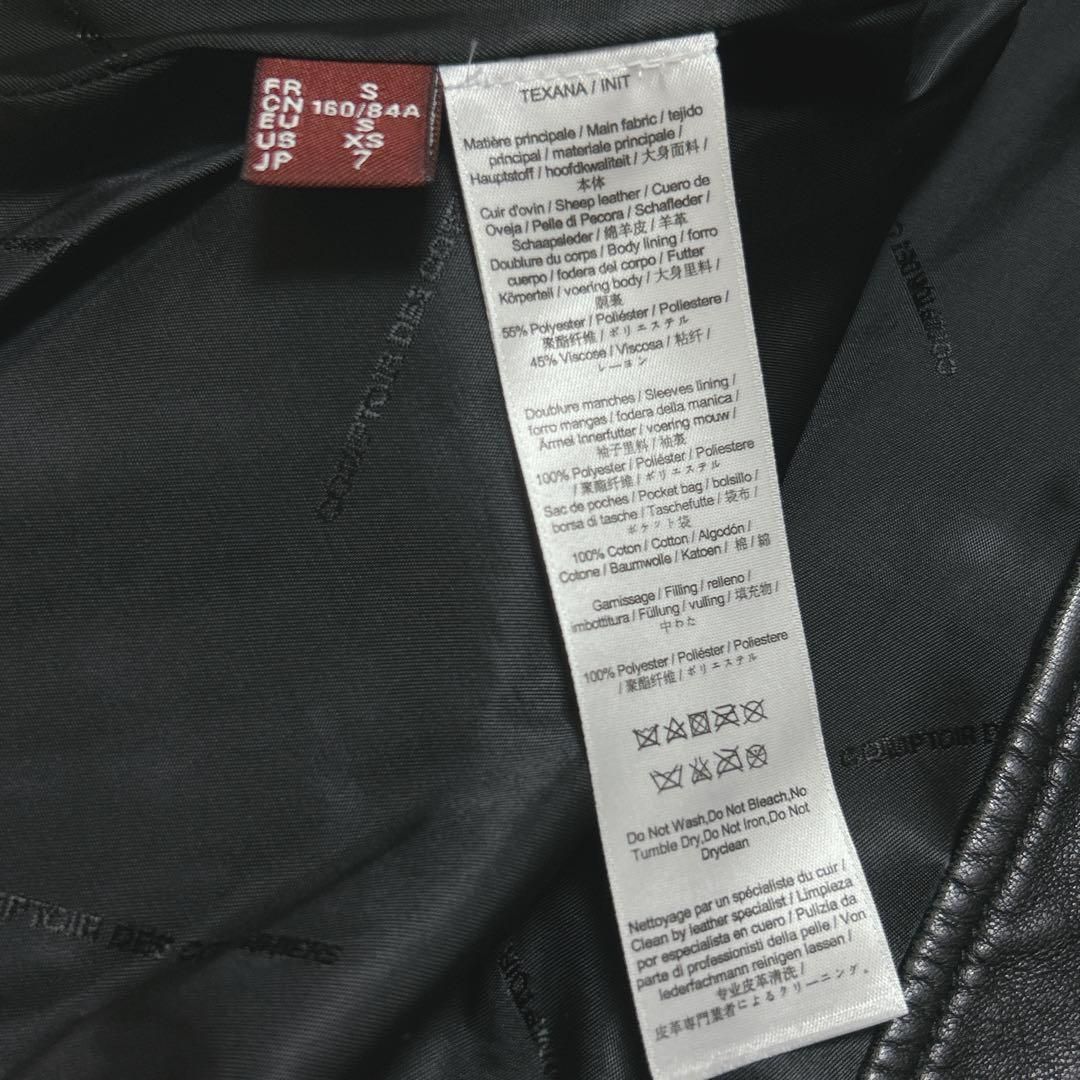 FR S
CN 160/84A
EU S
US XS
JP 7
TEXANA / INIT
Matière principale / Main fabric / tejido
principal / materiale principale /
Hauptstoff / hoofdkwaliteit / 大身面料 /
本体
Cuir d'ovin / Sheep leather / Cuero de
Oveja / Pelle di Pecora / Schafleder /
Schaapsleder / 綿羊皮 / 羊革
Doublure du corps / Body lining / forro
cuerpo / fodera del corpo / Futter
Körperteil / voering body / 大身里料 /
胴裏
55% Polyester / Poliéster / Poliestere /
聚酯纤维 / ポリエステル
45% Viscose / Viscosa / 粘纤 /
レーヨン
Doublure manches / Sleeves lining /
forro mangas / fodera della manica /
Ärmel Innerfutter / voering mouw /
袖子里料 / 袖裏
100% Polyester / Poliéster / Poliestere
/ 聚酯纤维 / ポリエステル
Sac de poches / Pocket bag / bolsillo /
borsa di tasche / Taschefutte / 袋布 /
ポケット袋
100% Coton / Cotton / Algodón /
Cotone / Baumwolle / Katoen / 棉 / 綿
Garnissage / Filling / relleno /
imbottitura / Füllung / vulling / 填充物 /
中わた
100% Polyester / Poliéster / Poliestere
/ 聚酯纤维 / ポリエステル
Do Not Wash,Do Not Bleach,No
Tumble Dry,Do Not Iron,Do Not
Dryclean
Nettoyage par un spécialiste du cuir /
Clean by leather specialist / Limpieza
por especialista en cuero / Pulizia da
parte di professionisti della pelle / Von
lederfachmann reinigen lassen /
专业皮革清洗 /
皮革専門業者によるクリーニング。
COMPTOIR DES CO
COMPTOIR DE
MPTOIR DES CO